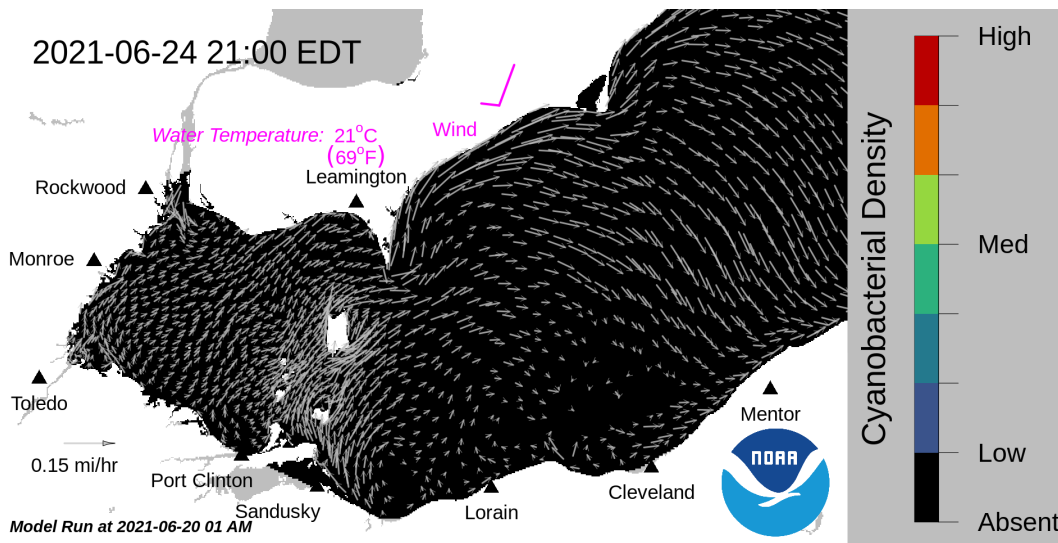 2021-06-24 21:00 EDT
Water Temperature: 21°C
(69°F)
Wind
Leamington
Rockwood
Monroe
Toledo
0.15 mi/hr
Port Clinton
Sandusky
Lorain
Cleveland
Mentor
NOAA
Model Run at 2021-06-20 01 AM
Cyanobacterial Density
High
Med
Low
Absent